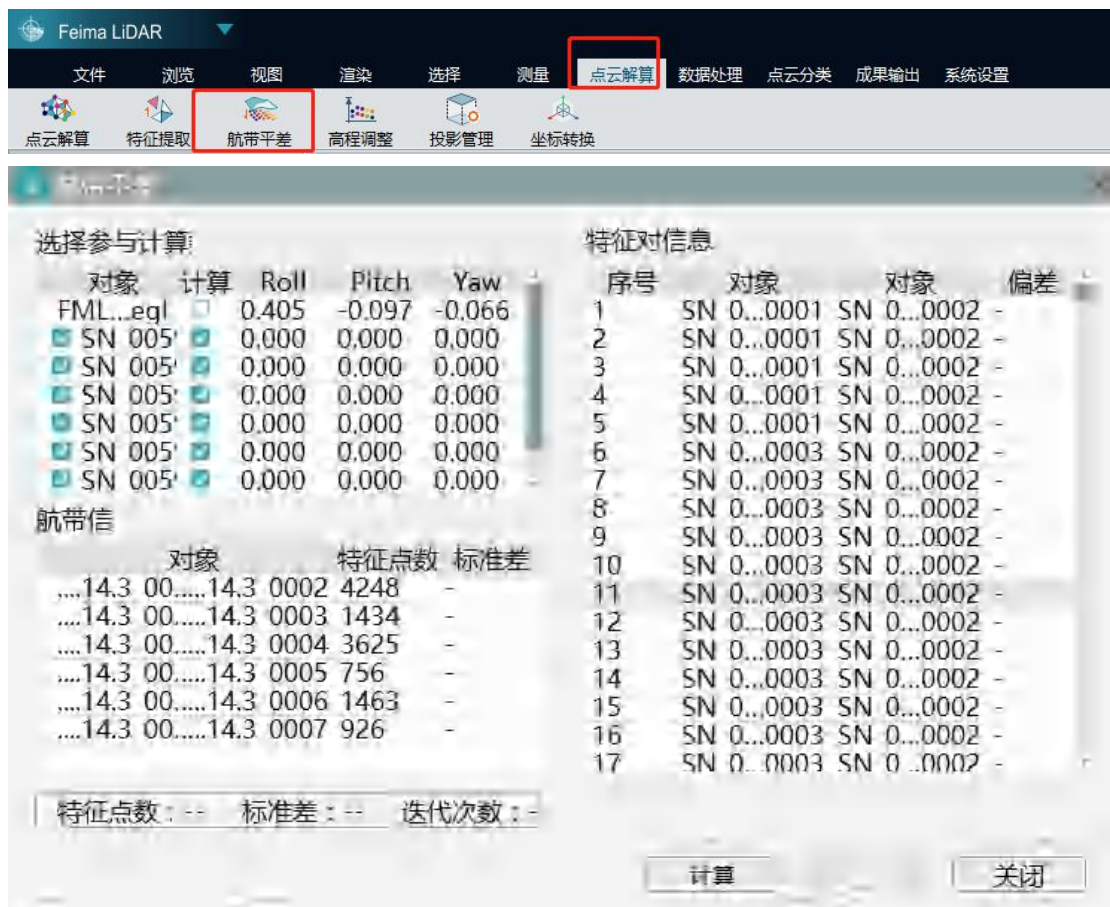 Feima LiDAR
文件 浏览 视图 渲染 选择 测量 点云解算 数据处理 点云分类 成果输出 系统设置
点云解算 特征提取 航带平差 高程调整 投影管理 坐标转换
选择参与计算
对象 计算 Roll Pitch Yaw
FML...eql 0.405 -0.097 -0.066
SN 005 0.000 0.000 0.000
SN 005 0.000 0.000 0.000
SN 005 0.000 0.000 0.000
SN 005 0.000 0.000 0.000
SN 005 0.000 0.000 0.000
SN 005 0.000 0.000 0.000
航带信
对象 特征点数 标准差
....14.3 00.....14.3 0002 4248 -
....14.3 00.....14.3 0003 1434 -
....14.3 00.....14.3 0004 3625 -
....14.3 00.....14.3 0005 756 -
....14.3 00.....14.3 0006 1463 -
....14.3 00.....14.3 0007 926 -
特征点数：-- 标准差：-- 迭代次数：-
特征对信息
序号 对象 对象 偏差
1 SN 0...0001 SN 0...0002 -
2 SN 0...0001 SN 0...0002 -
3 SN 0...0001 SN 0...0002 -
4 SN 0...0001 SN 0...0002 -
5 SN 0...0001 SN 0...0002 -
6 SN 0...0003 SN 0...0002 -
7 SN 0...0003 SN 0...0002 -
8 SN 0...0003 SN 0...0002 -
9 SN 0...0003 SN 0...0002 -
10 SN 0...0003 SN 0...0002 -
11 SN 0...0003 SN 0...0002 -
12 SN 0...0003 SN 0...0002 -
13 SN 0...0003 SN 0...0002 -
14 SN 0...0003 SN 0...0002 -
15 SN 0...0003 SN 0...0002 -
16 SN 0...0003 SN 0...0002 -
17 SN 0...0003 SN 0...0002 -
计算 关闭